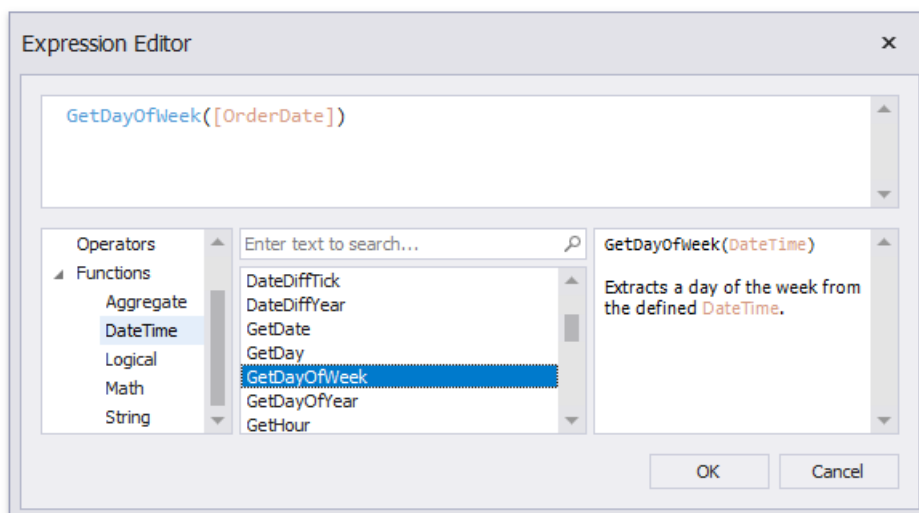 Expression Editor
GetDayOfWeek([OrderDate])
Operators
Functions
Aggregate
DateTime
Logical
Math
String
Enter text to search...
DateDiffTick
DateDiffYear
GetDate
GetDay
GetDayOfWeek
GetDayOfYear
GetHour
GetDayOfWeek(DateTime)
Extracts a day of the week from
the defined DateTime.
OK
Cancel